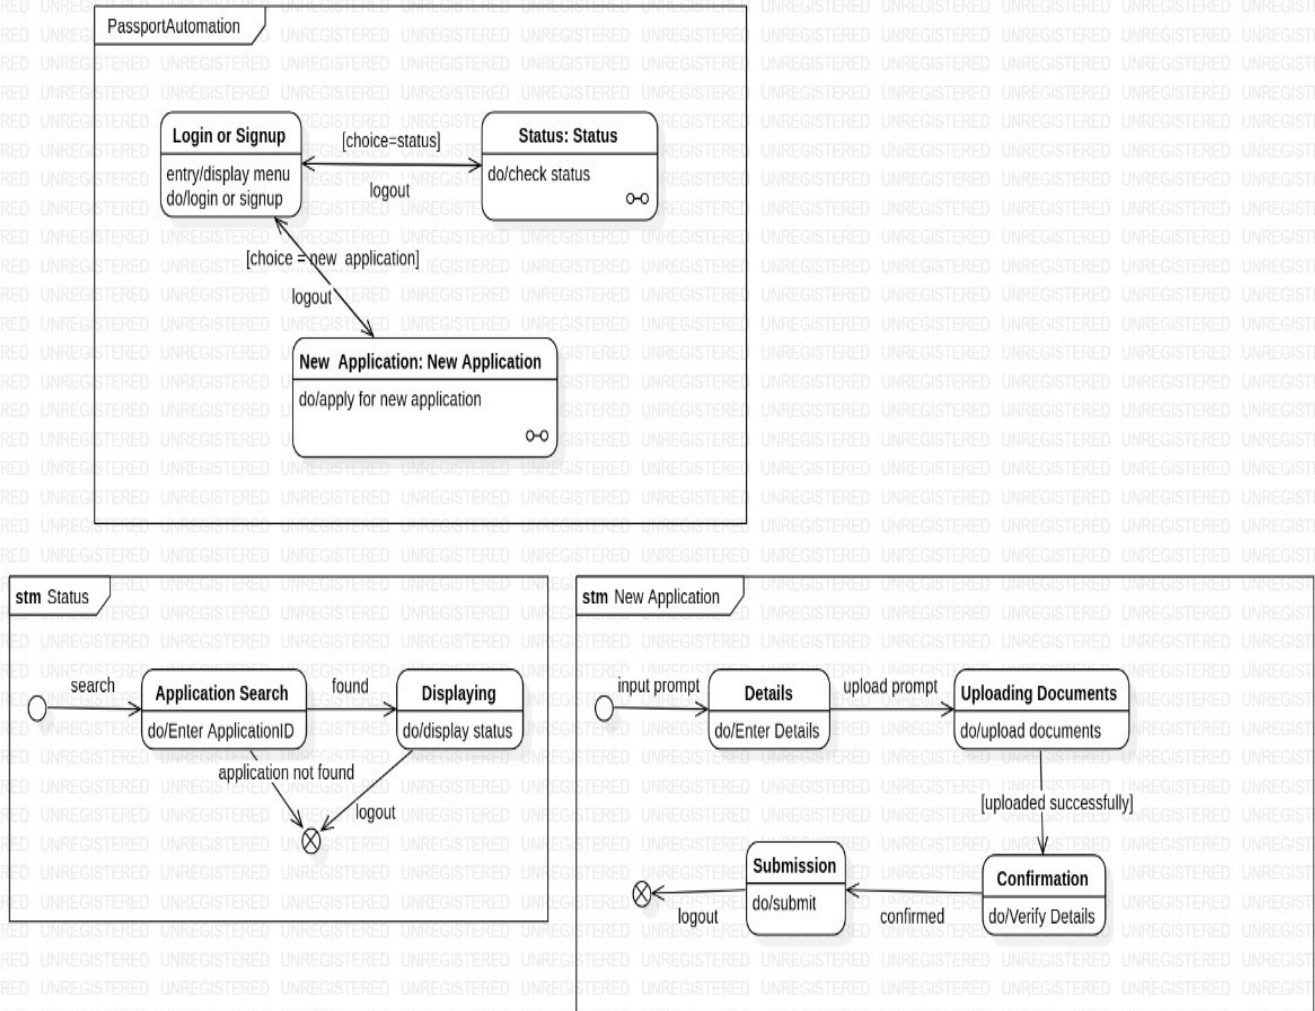 PassportAutomation
Login or Signup
entry/display menu
do/login or signup
[choice=status]
logout
Status: Status
do/check status
[choice = new application]
logout
New Application: New Application
do/apply for new application
stm Status
search
Application Search
do/Enter ApplicationID
found
Displaying
do/display status
application not found
logout
stm New Application
input prompt
Details
do/Enter Details
upload prompt
Uploading Documents
do/upload documents
[uploaded successfully]
Confirmation
do/Verify Details
confirmed
Submission
do/submit
logout
UNREGISTERED